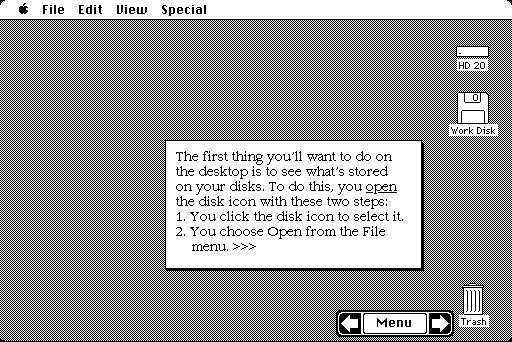 File Edit View Special
HD 20
Work Disk
The first thing you'll want to do on
the desktop is to see what's stored
on your disks. To do this, you open
the disk icon with these two steps:
1. You click the disk icon to select it.
2. You choose Open from the File
menu. >>>
Menu
Trash